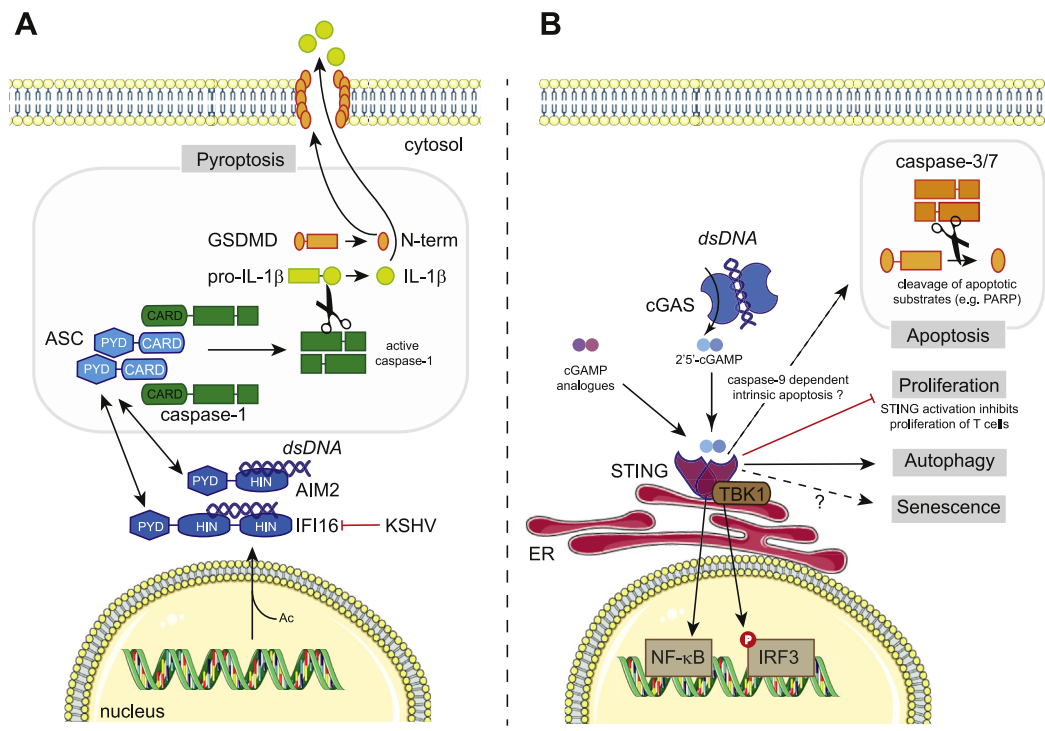 A
cytosol
Pyroptosis
GSDMD
N-term
pro-IL-1β
IL-1β
CARD
ASC
PYD
CARD
PYD
CARD
active
caspase-1
CARD
caspase-1
dsDNA
PYD
HIN
AIM2
PYD
HIN
HIN
IFI16
KSHV
Ac
nucleus
B
caspase-3/7
cleavage of apoptotic
substrates (e.g. PARP)
Apoptosis
dsDNA
cGAS
2'5'-cGAMP
cGAMP
analogues
caspase-9 dependent
intrinsic apoptosis ?
Proliferation
STING activation inhibits
proliferation of T cells
STING
TBK1
Autophagy
?
Senescence
ER
NF-κB
P
IRF3